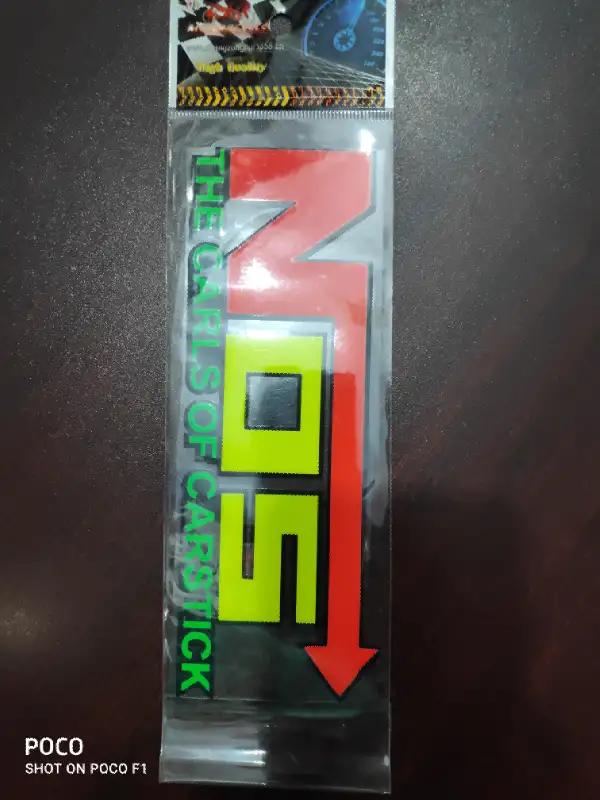 High Quality
NOS
THE CARLS OF CARSTICK
POCO
SHOT ON POCO F1